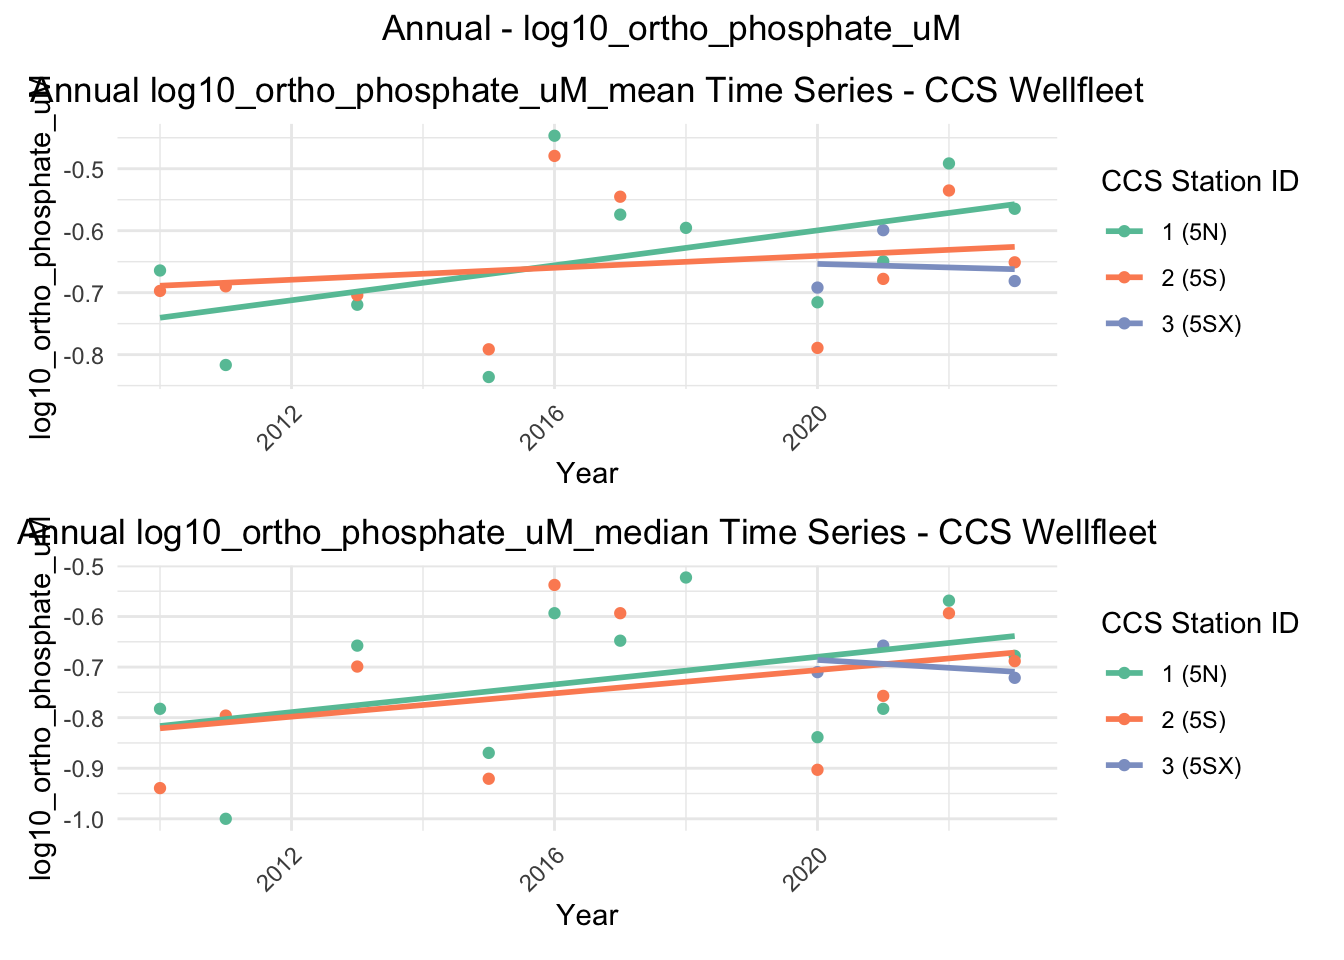 Annual - log10_ortho_phosphate_uM
Annual log10_ortho_phosphate_uM_mean Time Series - CCS Wellfleet
log10_ortho_phosphate_uM
-0.5
-0.6
-0.7
-0.8
2012
2016
2020
Year
CCS Station ID
1 (5N)
2 (5S)
3 (5SX)
Annual log10_ortho_phosphate_uM_median Time Series - CCS Wellfleet
log10_ortho_phosphate_uM
-0.5
-0.6
-0.7
-0.8
-0.9
-1.0
2012
2016
2020
Year
CCS Station ID
1 (5N)
2 (5S)
3 (5SX)